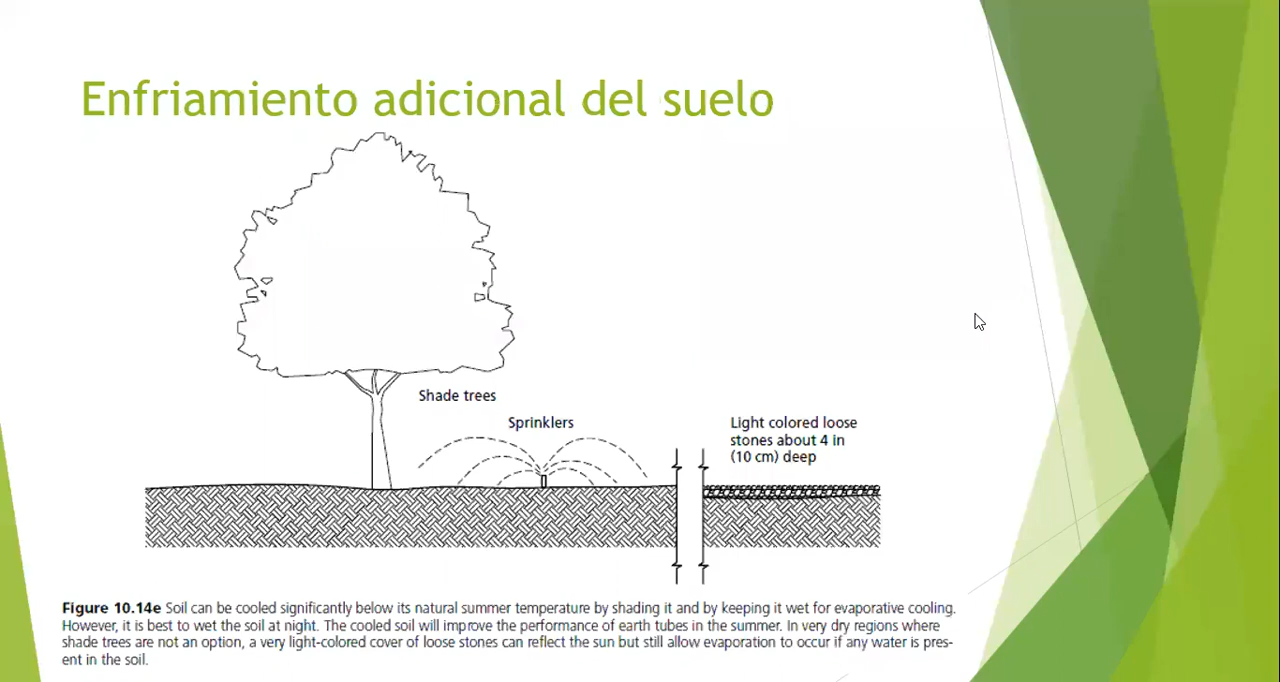 Enfriamiento adicional del suelo
Shade trees
Sprinklers
Light colored loose
stones about 4 in
(10 cm) deep
Figure 10.14e Soil can be cooled significantly below its natural summer temperature by shading it and by keeping it wet for evaporative cooling.
However, it is best to wet the soil at night. The cooled soil will improve the performance of earth tubes in the summer. In very dry regions where
shade trees are not an option, a very light-colored cover of loose stones can reflect the sun but still allow evaporation to occur if any water is pres-
ent in the soil.